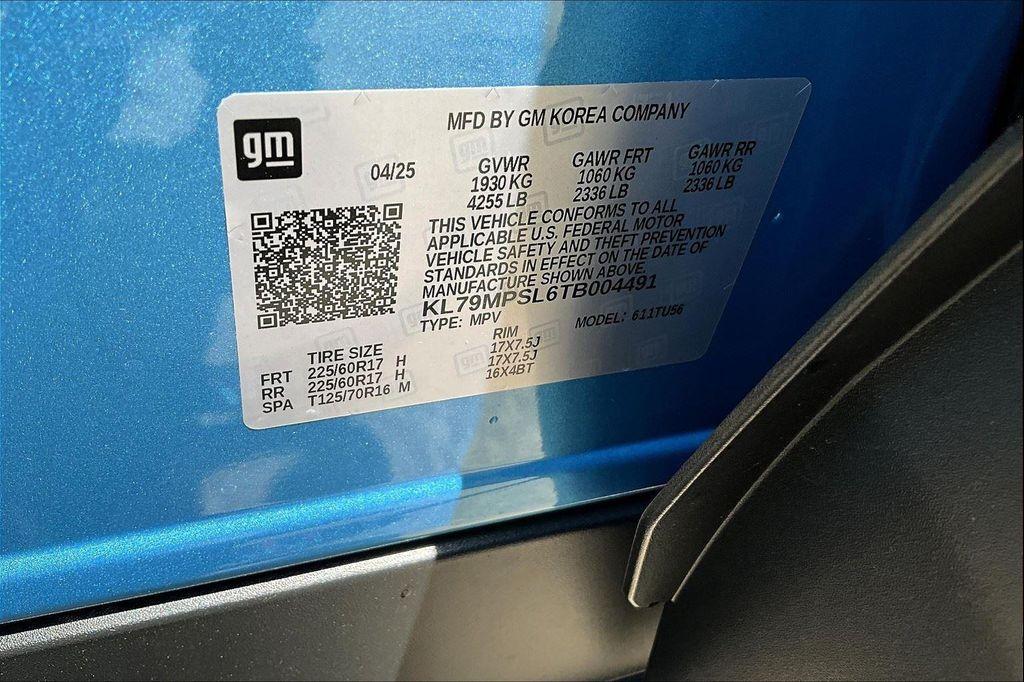 gm
MFD BY GM KOREA COMPANY
04/25
GVWR GAWR FRT GAWR RR
1930 KG 1060 KG 1060 KG
4255 LB 2336 LB 2336 LB
THIS VEHICLE CONFORMS TO ALL
APPLICABLE U.S. FEDERAL MOTOR
VEHICLE SAFETY AND THEFT PREVENTION
STANDARDS IN EFFECT ON THE DATE OF
MANUFACTURE SHOWN ABOVE.
KL79MPSL6TB004491
TYPE: MPV MODEL: 611TU56
TIRE SIZE RIM
FRT 225/60R17 H 17X7.5J
RR 225/60R17 H 17X7.5J
SPA T125/70R16 M 16X4BT